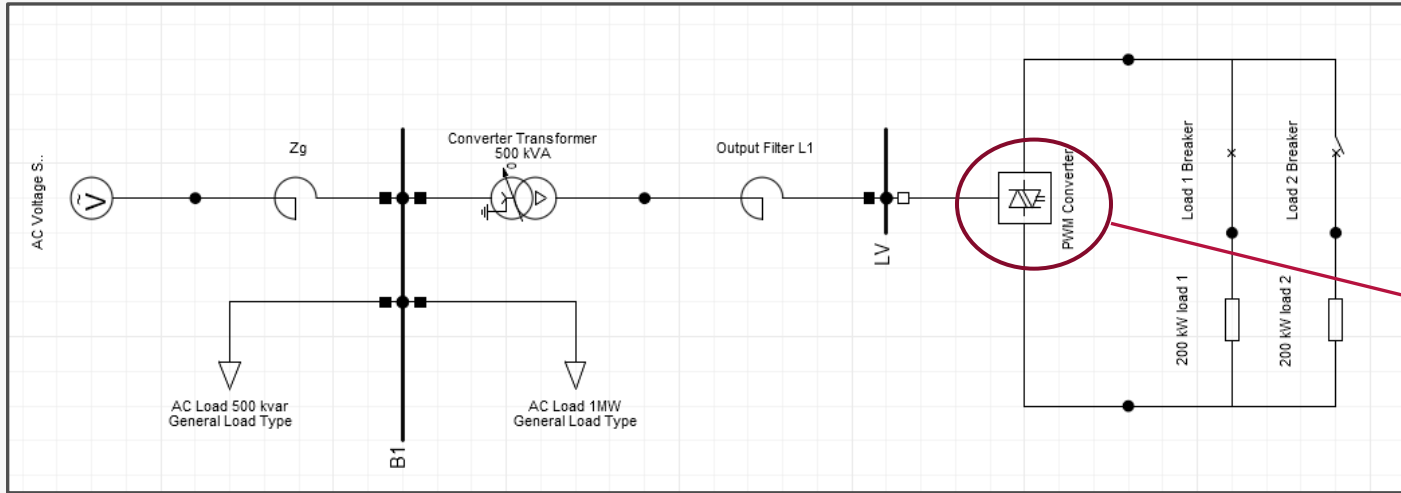 AC Voltage S..
Zg
Converter Transformer
500 kVA
0
Output Filter L1
LV
PWM Converter
Load 1 Breaker
Load 2 Breaker
200 kW load 1
200 kW load 2
AC Load 500 kvar
General Load Type
AC Load 1MW
General Load Type
B1
V